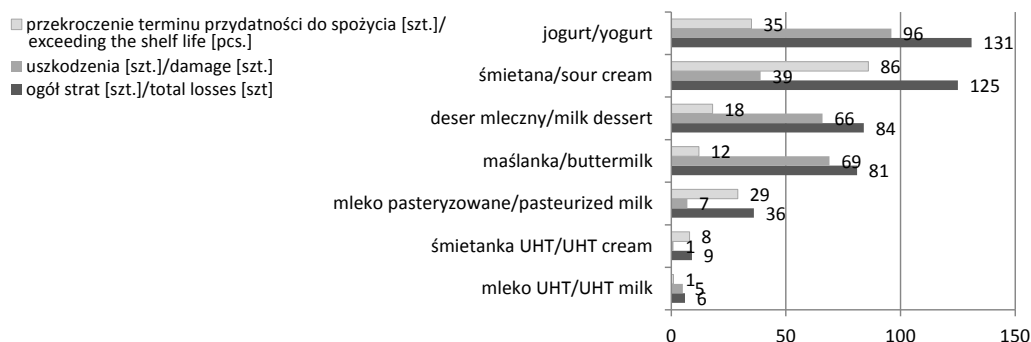 przekroczenie terminu przydatności do spożycia [szt.]/
exceeding the shelf life [pcs.]
uszkodzenia [szt.]/damage [szt.]
ogół strat [szt.]/total losses [szt]
jogurt/yogurt
35
96
131
śmietana/sour cream
86
39
125
deser mleczny/milk dessert
18
66
84
maślanka/buttermilk
12
69
81
mleko pasteryzowane/pasteurized milk
29
7
36
śmietanka UHT/UHT cream
8
1
9
mleko UHT/UHT milk
1
5
6
0 50 100 150